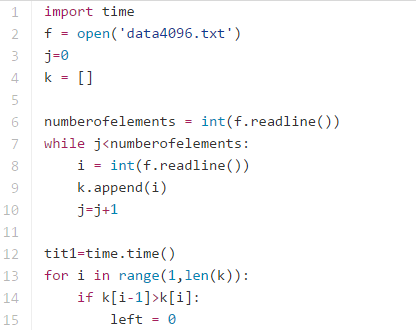 1 import time
2 f = open('data4096.txt')
3 j=0
4 k = []
5
6 numberofelements = int(f.readline())
7 while j<numberofelements:
8     i = int(f.readline())
9     k.append(i)
10     j=j+1
11
12 tit1=time.time()
13 for i in range(1,len(k)):
14     if k[i-1]>k[i]:
15         left = 0